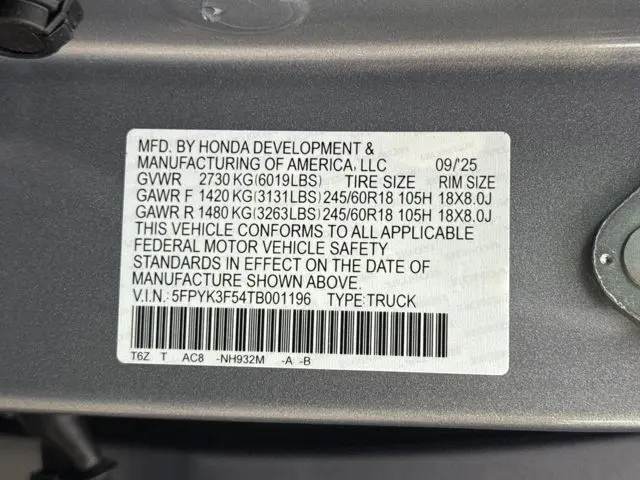 MFD. BY HONDA DEVELOPMENT &
MANUFACTURING OF AMERICA, LLC 09/'25
GVWR 2730 KG(6019LBS) TIRE SIZE RIM SIZE
GAWR F 1420 KG(3131LBS) 245/60R18 105H 18X8.0J
GAWR R 1480 KG(3263LBS) 245/60R18 105H 18X8.0J
THIS VEHICLE CONFORMS TO ALL APPLICABLE
FEDERAL MOTOR VEHICLE SAFETY
STANDARDS IN EFFECT ON THE DATE OF
MANUFACTURE SHOWN ABOVE.
V.I.N.: 5FPYK3F54TB001196 TYPE:TRUCK
T6Z T AC8 -NH932M -A -B